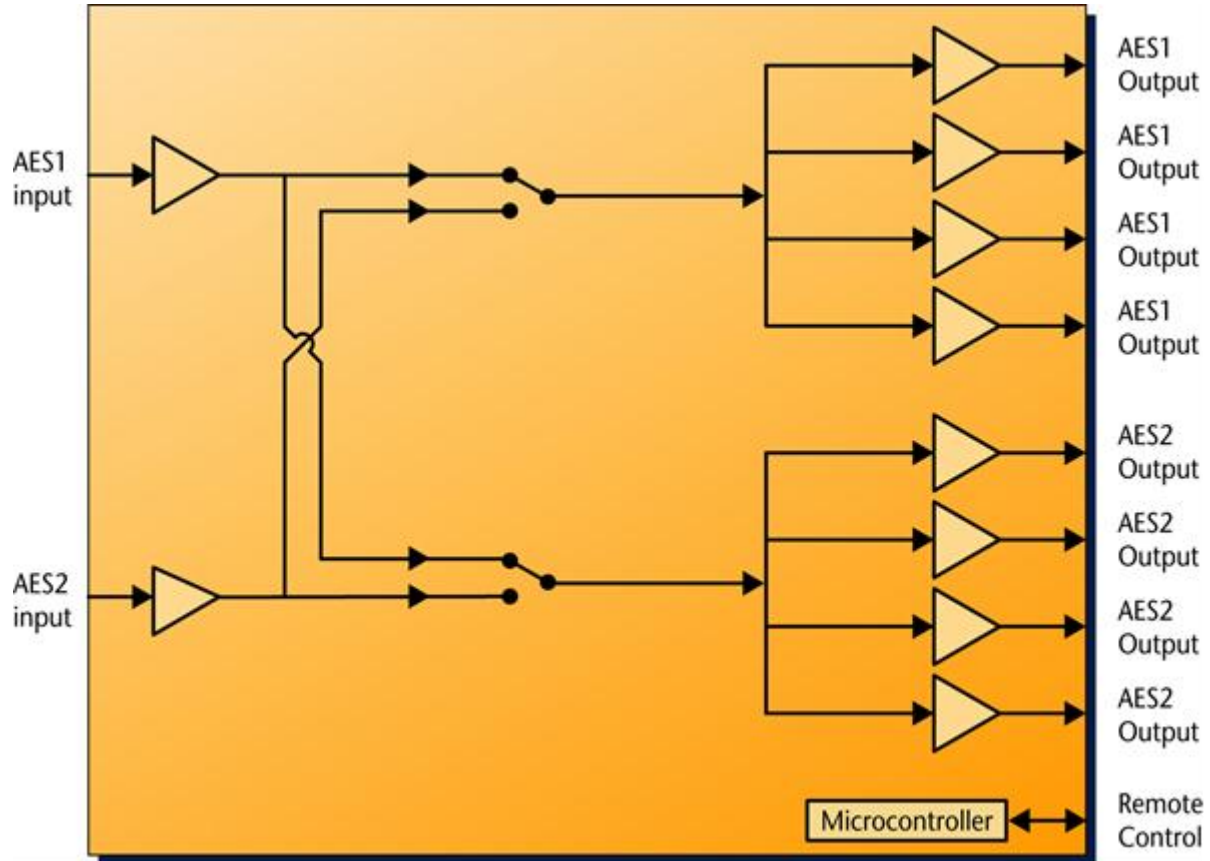 AES1
input
AES2
input
AES1
Output
AES1
Output
AES1
Output
AES1
Output
AES2
Output
AES2
Output
AES2
Output
AES2
Output
Microcontroller
Remote
Control